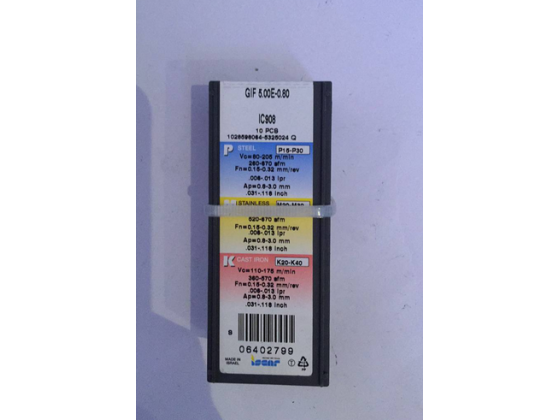 GIF 5.00E-0.80
IC908
10 PCS
P STEEL P15-P30
Vc=80-205 m/min
260-670 sfm
Fn=0.15-0.32 mm/rev
.006-.013 ipr
Ap=0.8-3.0 mm
.031-.118 inch
STAINLESS
620-670 sfm
Fn=0.15-0.32 mm/rev
.006-.013 ipr
Ap=0.8-3.0 mm
.031-.118 inch
K CAST IRON K20-K40
Vc=110-175 m/min
360-570 sfm
Fn=0.15-0.32 mm/rev
.006-.013 ipr
Ap=0.8-3.0 mm
.031-.118 inch
06402799
MADE IN
ISRAEL
iscar